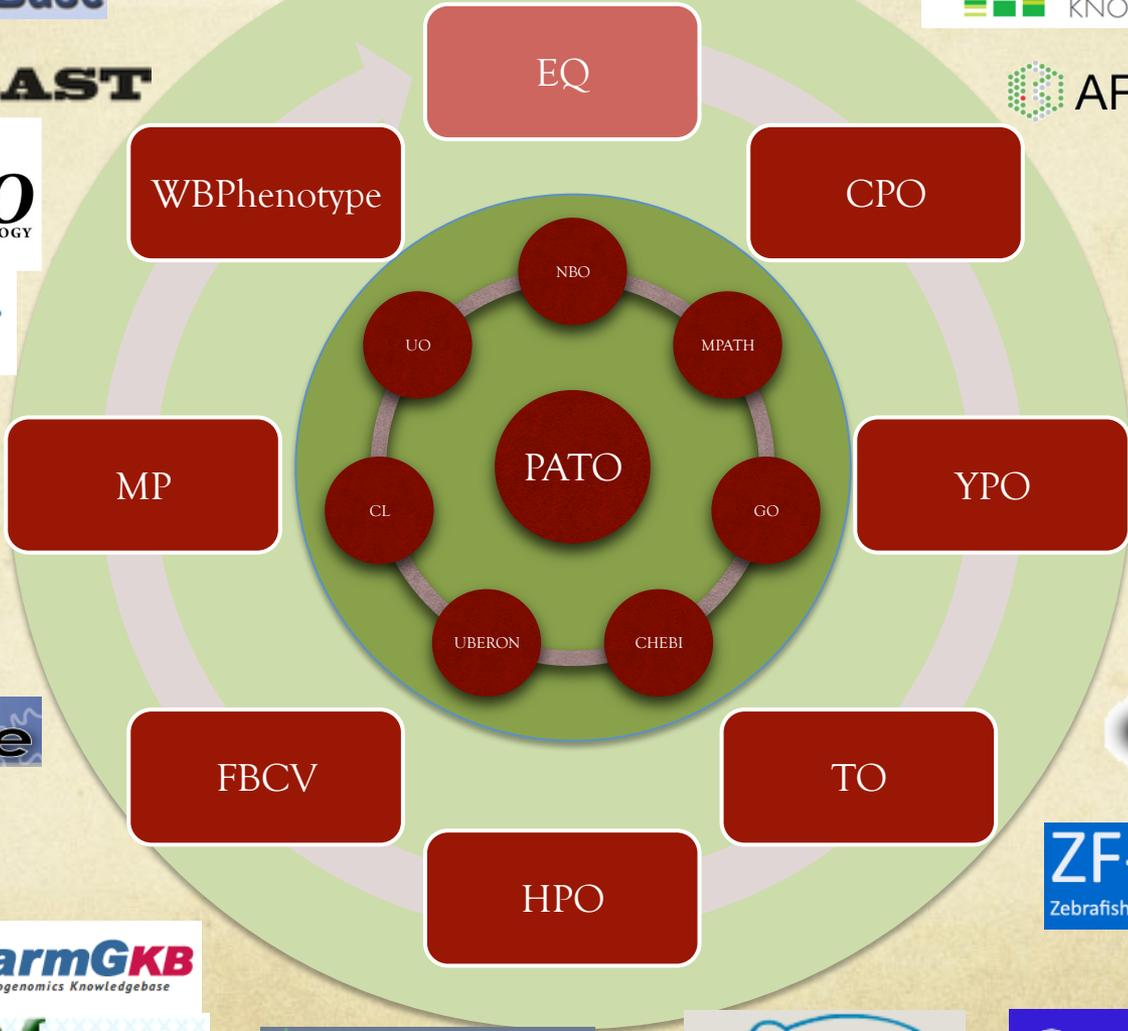 EQ
KNO
AST
AF
WBPhenotype
CPO
O
OGY
NBO
UO
MPATH
MP
PATO
YPO
CL
GO
UBERON
CHEBI
e
FBCV
TO
HPO
ZF-
Zebrafish
armGKB
ogenomics Knowledgebase